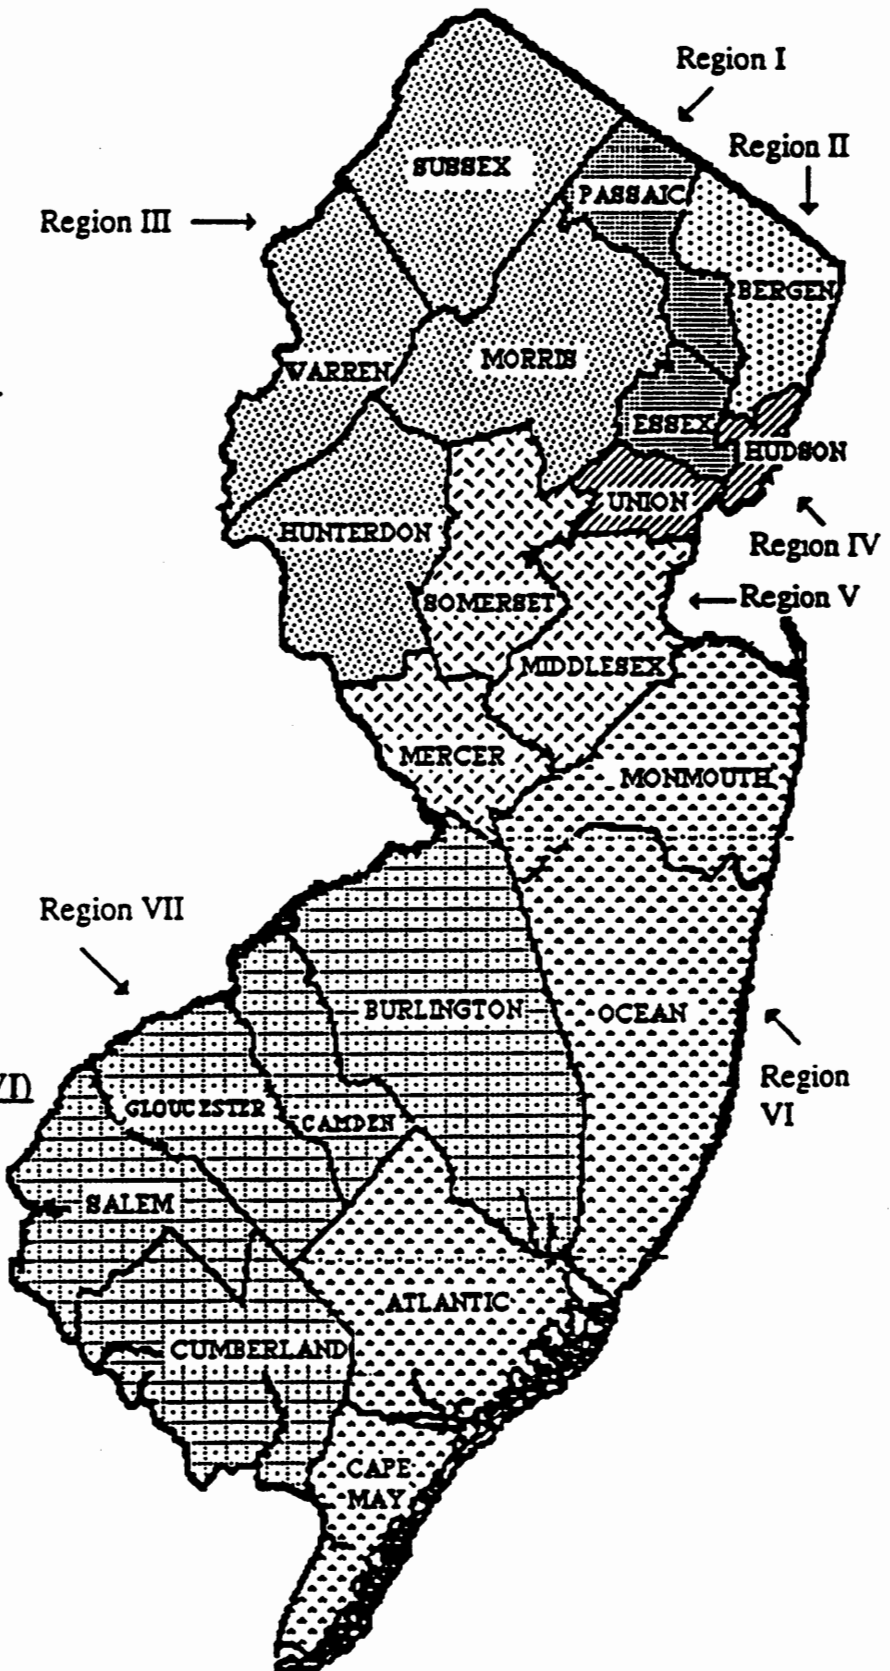 Region I
Region II
SUSSEX
PASSAIC
Region III
BERGEN
WARREN
MORRIS
ESSEX
HUDSON
UNION
HUNTERDON
Region IV
SOMERSET
Region V
MIDDLESEX
MERCER
MONMOUTH
Region VII
BURLINGTON
OCEAN
VI)
GLOUCESTER
CAMDEN
Region
VI
SALEM
ATLANTIC
CUMBERLAND
CAPE
MAY